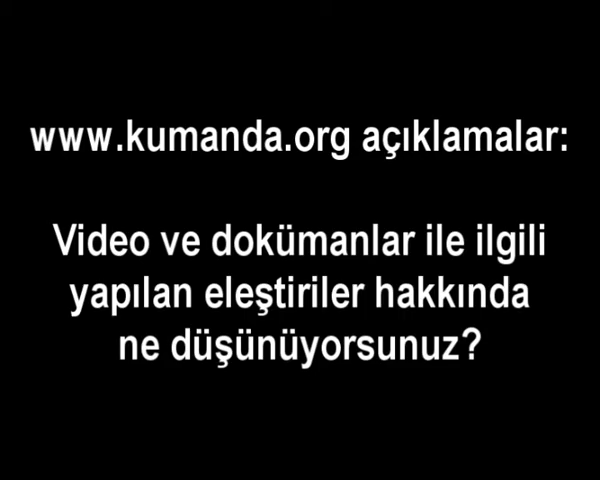 www.kumanda.org açıklamalar:
Video ve dokümanlar ile ilgili
yapılan eleştiriler hakkında
ne düşünüyorsunuz?